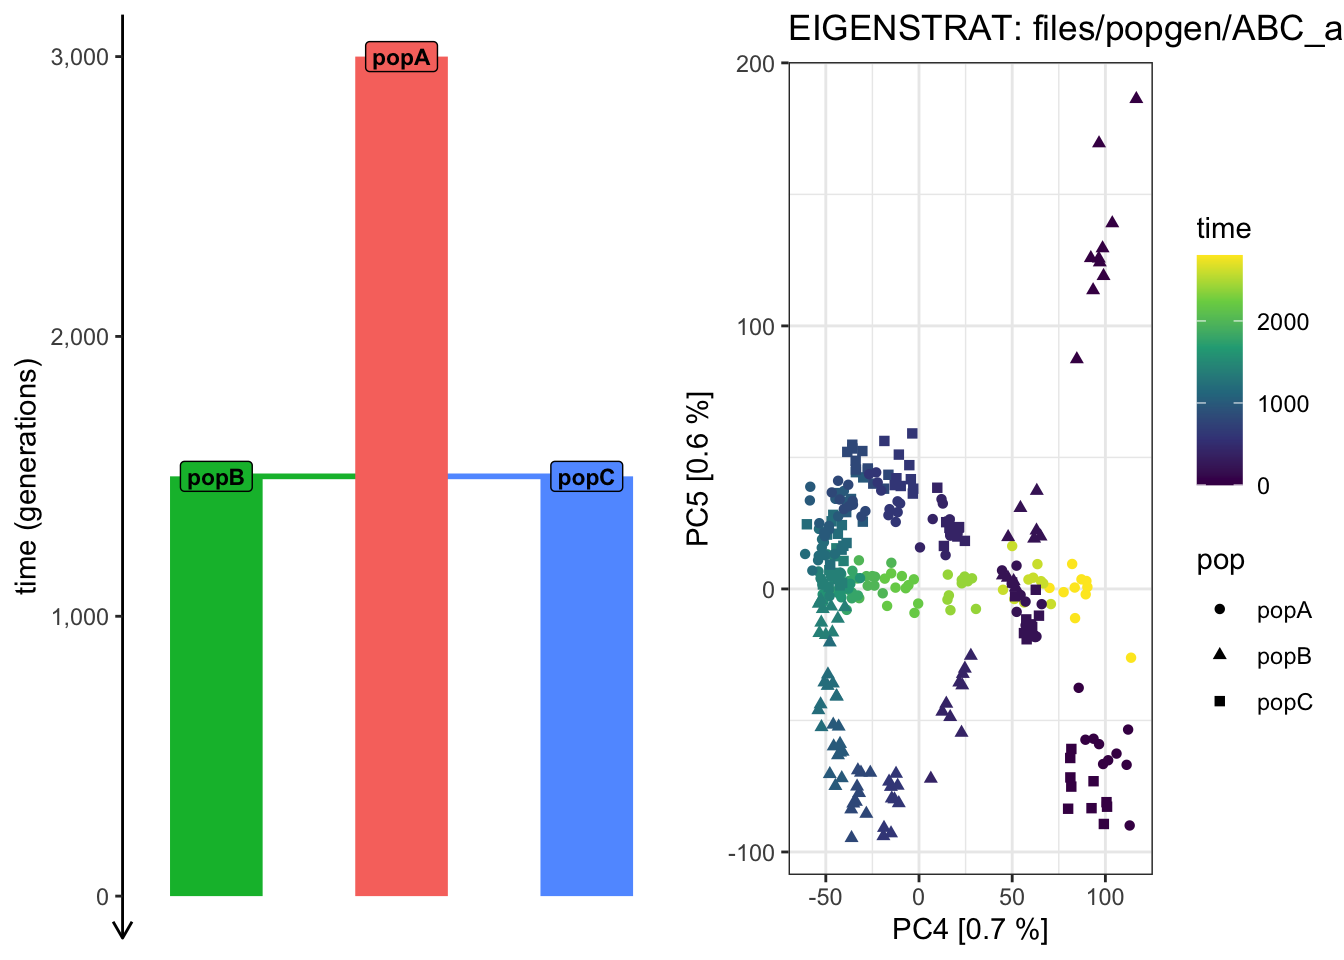 time (generations)
3,000
2,000
1,000
0
popA
popB
popC
EIGENSTRAT: files/popgen/ABC_a
PC5 [0.6 %]
200
100
0
-100
-50
0
50
100
PC4 [0.7 %]
time
2000
1000
0
pop
popA
popB
popC